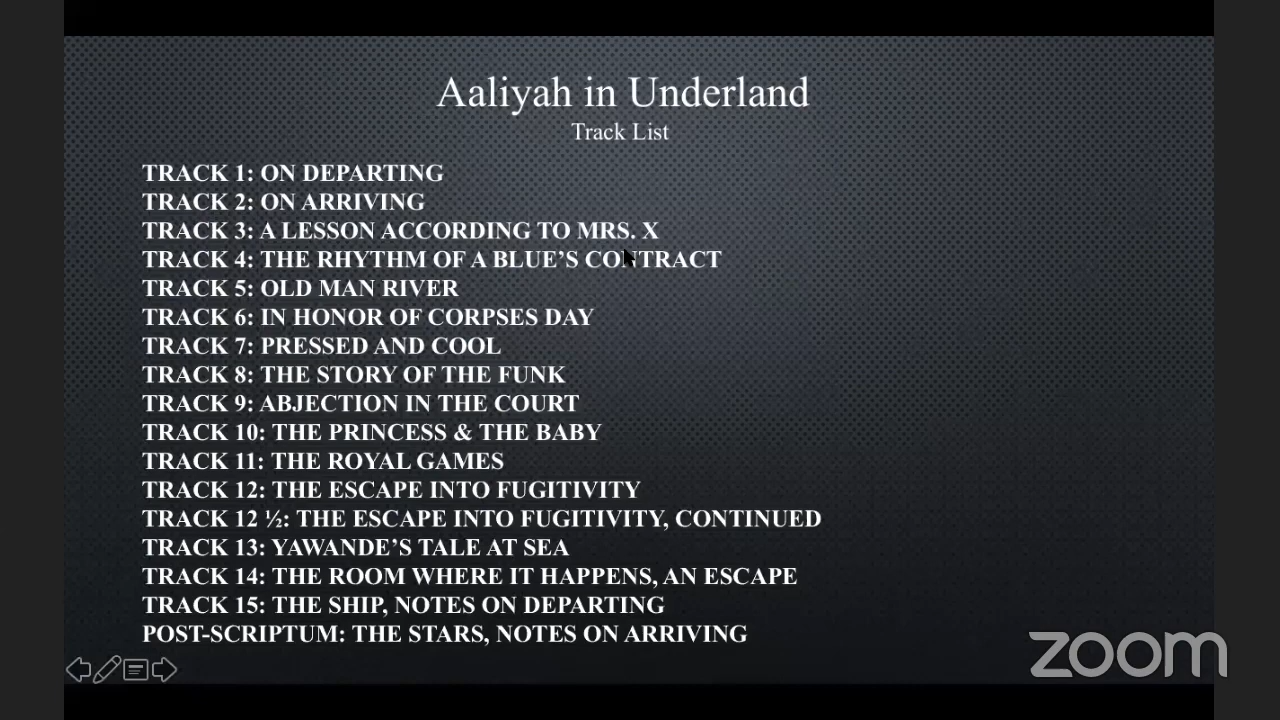 Aaliyah in Underland
Track List
TRACK 1: ON DEPARTING
TRACK 2: ON ARRIVING
TRACK 3: A LESSON ACCORDING TO MRS. X
TRACK 4: THE RHYTHM OF A BLUE’S CONTRACT
TRACK 5: OLD MAN RIVER
TRACK 6: IN HONOR OF CORPSES DAY
TRACK 7: PRESSED AND COOL
TRACK 8: THE STORY OF THE FUNK
TRACK 9: ABJECTION IN THE COURT
TRACK 10: THE PRINCESS & THE BABY
TRACK 11: THE ROYAL GAMES
TRACK 12: THE ESCAPE INTO FUGITIVITY
TRACK 12 ½: THE ESCAPE INTO FUGITIVITY, CONTINUED
TRACK 13: YAWANDE’S TALE AT SEA
TRACK 14: THE ROOM WHERE IT HAPPENS, AN ESCAPE
TRACK 15: THE SHIP, NOTES ON DEPARTING
POST-SCRIPTUM: THE STARS, NOTES ON ARRIVING
zoom